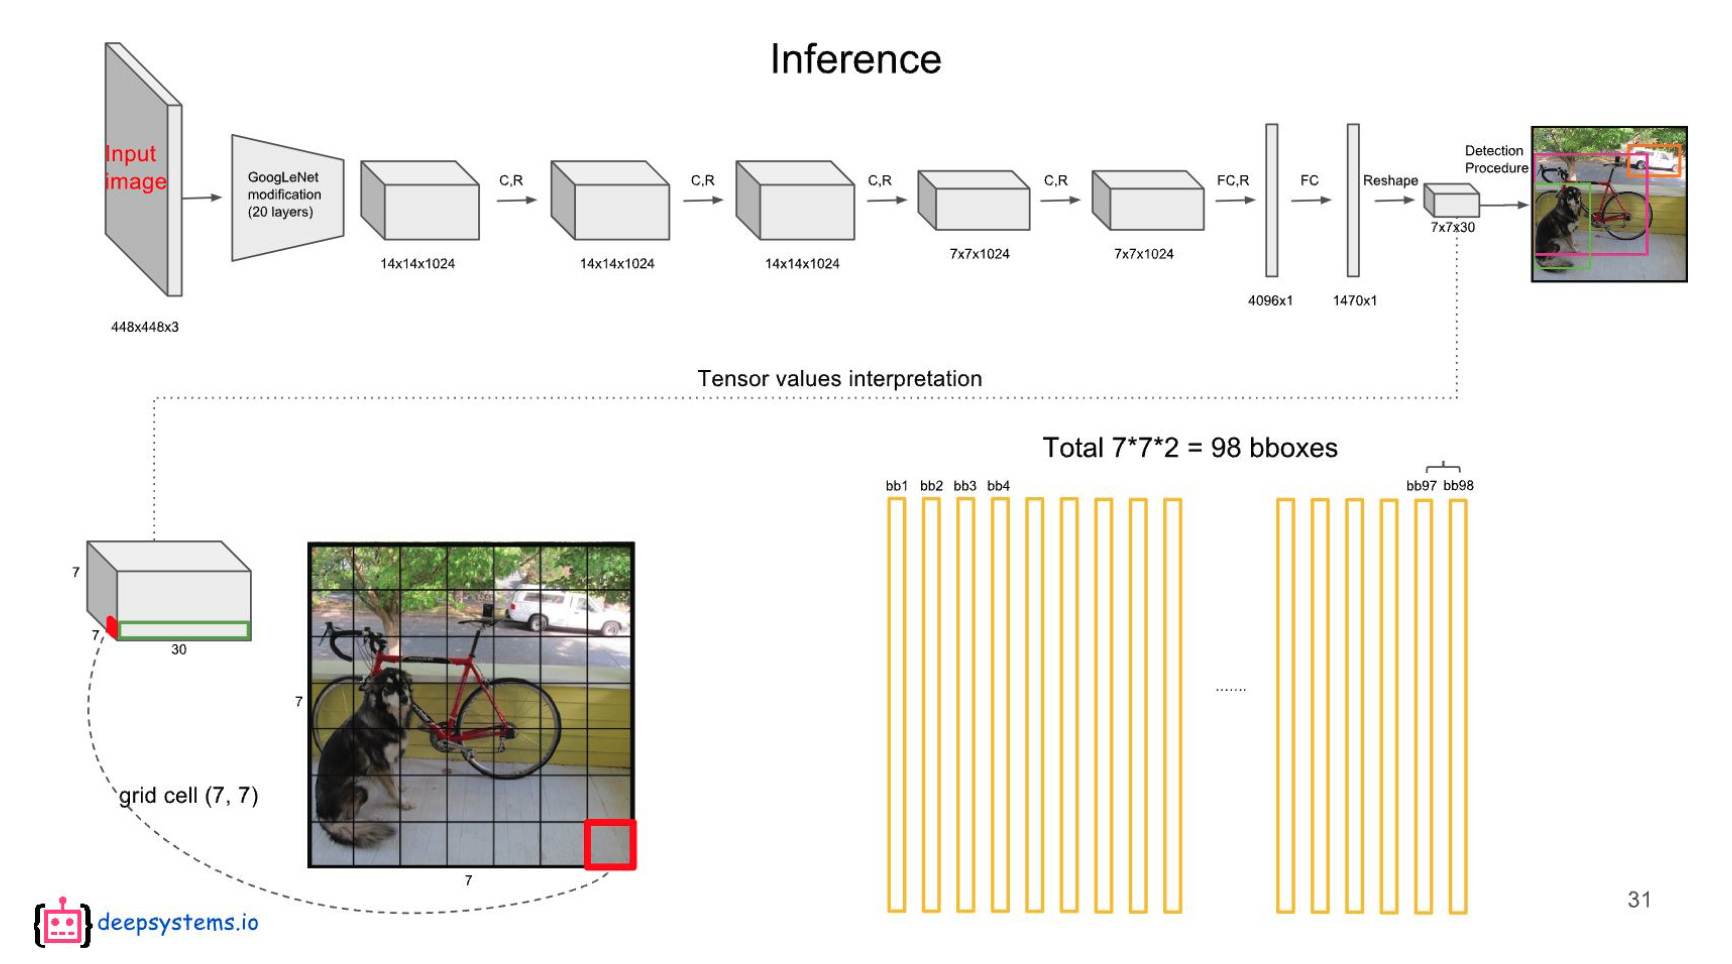 Inference
Input
image
GoogLeNet
modification
(20 layers)
C,R
C,R
C,R
C,R
FC,R
FC
Reshape
Detection
Procedure
448x448x3
14x14x1024
14x14x1024
14x14x1024
7x7x1024
7x7x1024
4096x1
1470x1
7x7x30
Tensor values interpretation
Total 7*7*2 = 98 bboxes
bb1 bb2 bb3 bb4
bb97 bb98
.......
7
7
30
7
7
grid cell (7, 7)
deepsystems.io
31